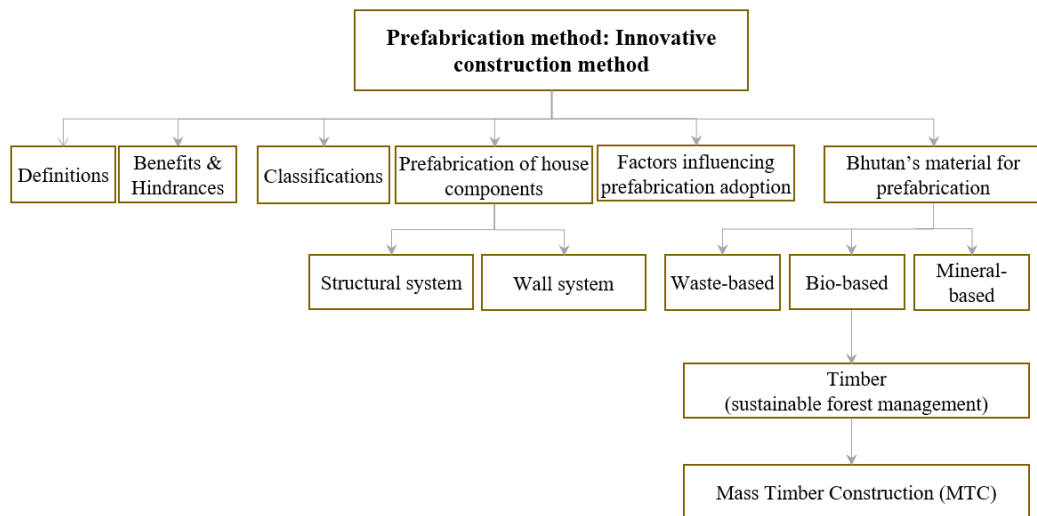 Prefabrication method: Innovative
construction method
Definitions
Benefits &
Hindrances
Classifications
Prefabrication of house
components
Factors influencing
prefabrication adoption
Bhutan’s material for
prefabrication
Structural system
Wall system
Waste-based
Bio-based
Mineral-
based
Timber
(sustainable forest management)
Mass Timber Construction (MTC)